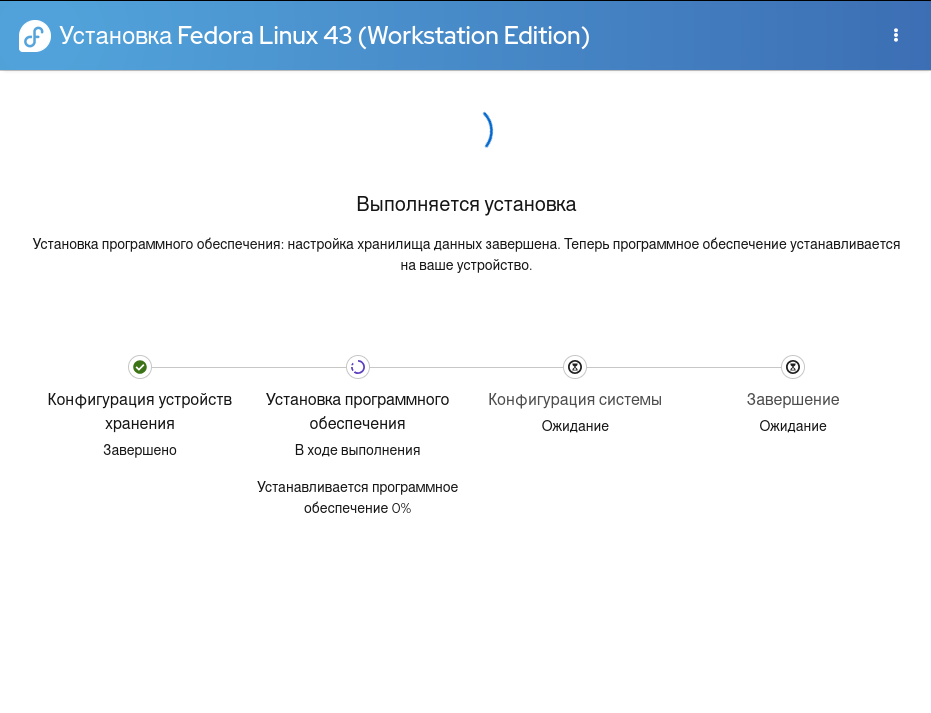 Установка Fedora Linux 43 (Workstation Edition)
Выполняется установка
Установка программного обеспечения: настройка хранилища данных завершена. Теперь программное обеспечение устанавливается
на ваше устройство.
Конфигурация устройств
хранения
Завершено
Установка программного
обеспечения
В ходе выполнения
Устанавливается программное
обеспечение 0%
Конфигурация системы
Ожидание
Завершение
Ожидание